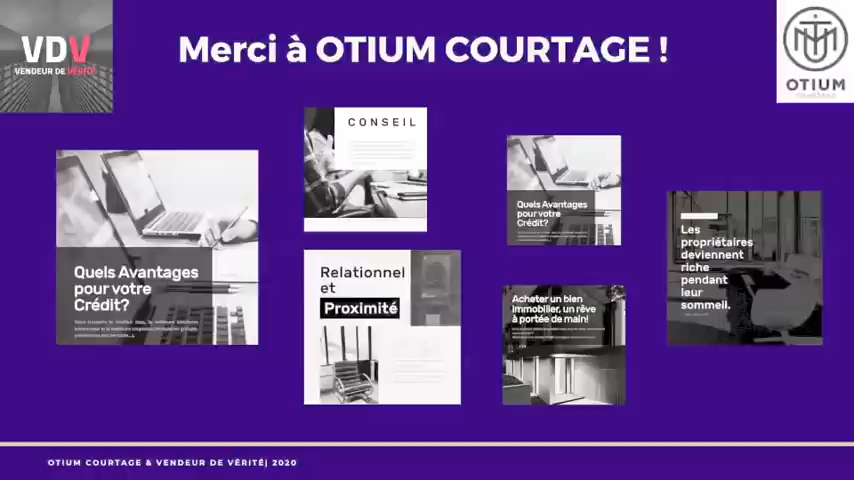 VDV
VENDEUR DE VÉRITÉ
Merci à OTIUM COURTAGE !
OTIUM
CONSEIL
Quels Avantages
pour votre
Crédit?
Relationnel
et
Proximité
Quels Avantages
pour votre
Crédit?
Acheter un bien
immobilier, un rêve
à portée de main!
Les
propriétaires
deviennent
riche
pendant
leur
sommeil.
OTIUM COURTAGE & VENDEUR DE VÉRITÉ| 2020